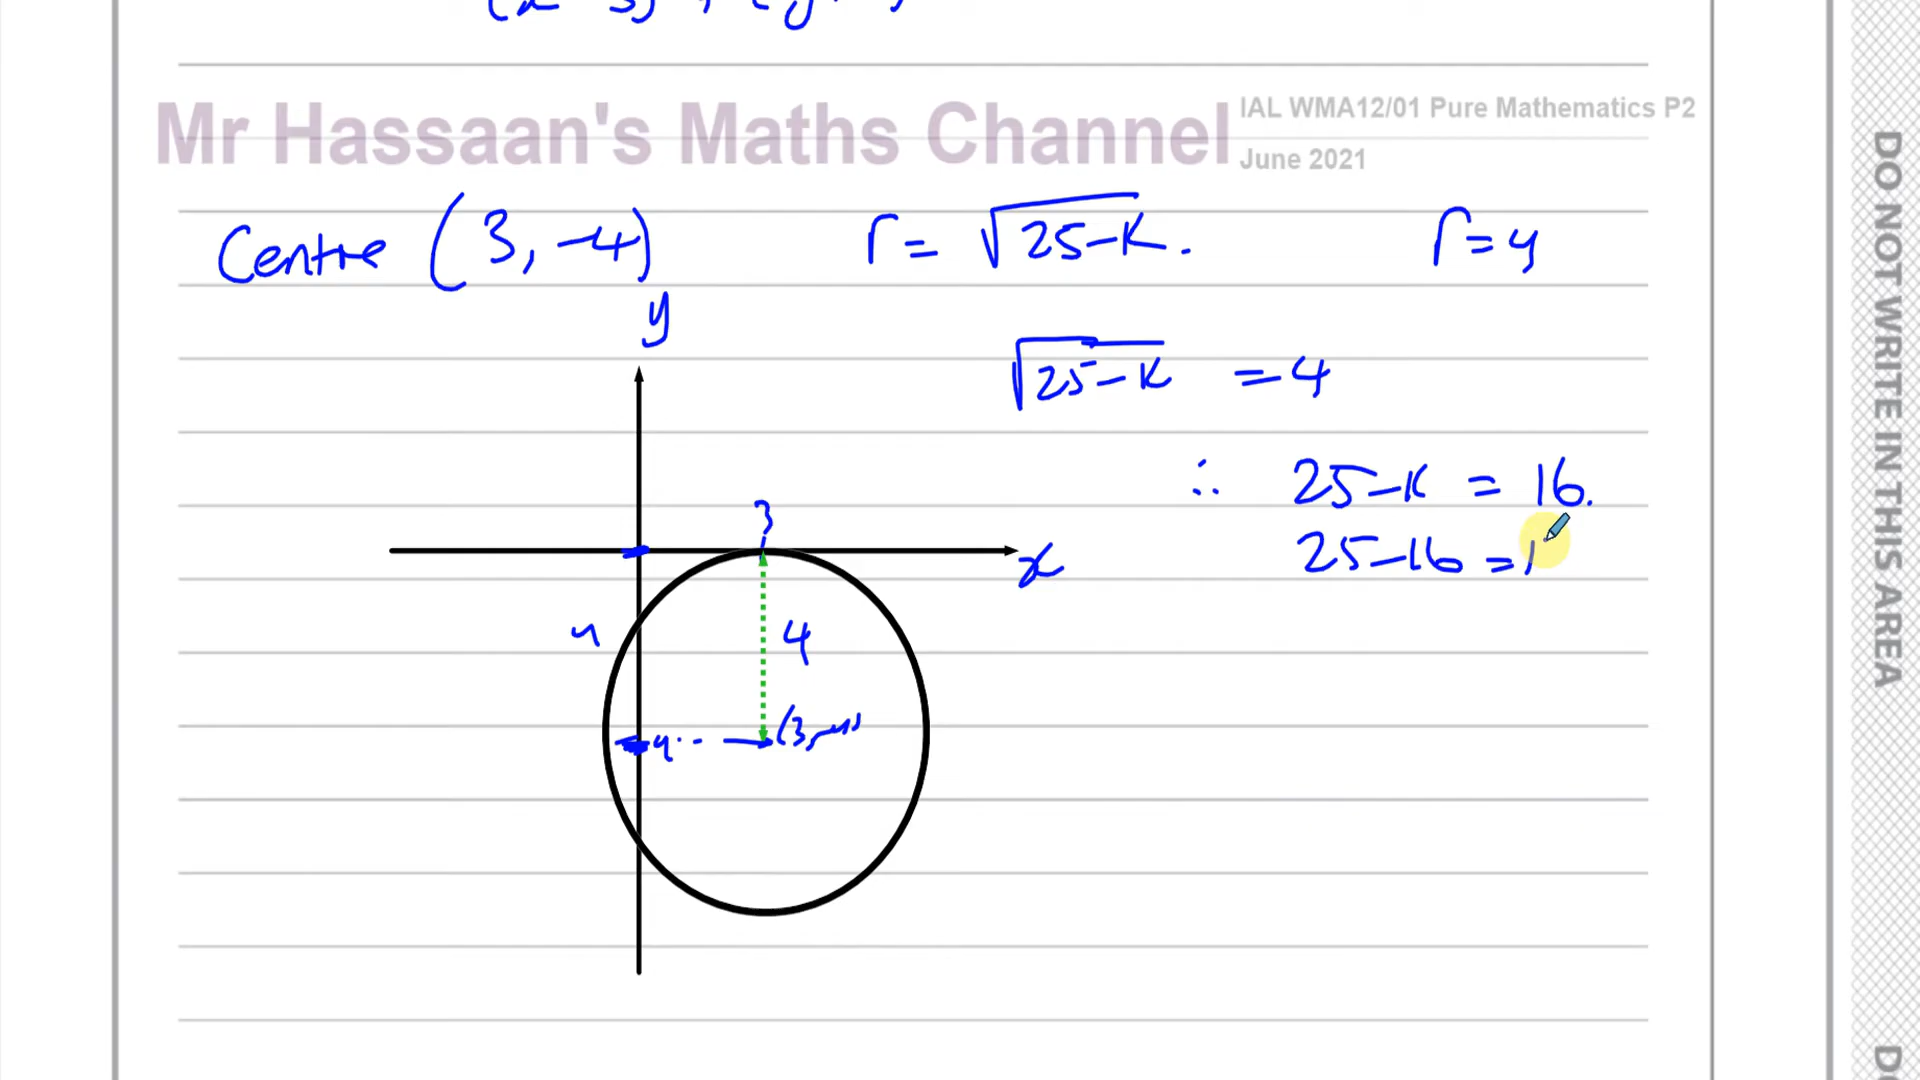 Mr Hassaan's Maths Channel
IAL WMA12/01 Pure Mathematics P2
June 2021
Centre (3, -4)
r = √25-K.
r = 4
y
√25-K = 4
∴ 25-K = 16.
25-16 =
3
x
4
4
(3,-4)
4
DO NOT WRITE IN THIS AREA